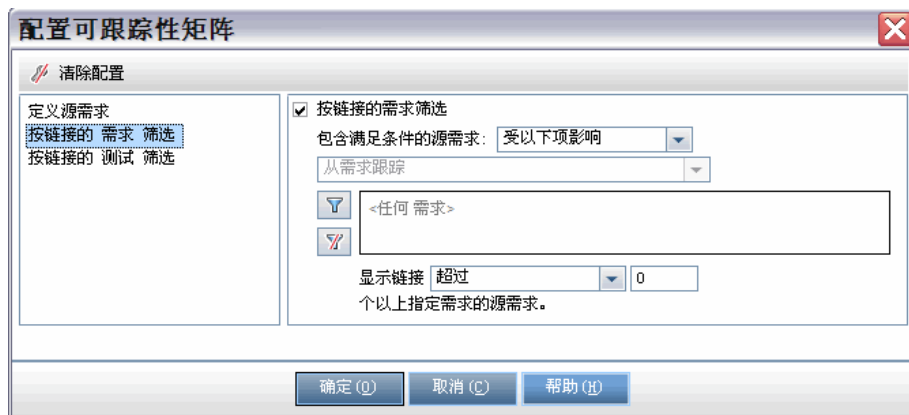 配置可跟踪性矩阵
清除配置
定义源需求
按链接的 需求 筛选
按链接的 测试 筛选
按链接的需求筛选
包含满足条件的源需求: 受以下项影响
从需求跟踪
<任何 需求>
显示链接 超过 0
个以上指定需求的源需求。
确定(O) 取消(C) 帮助(H)